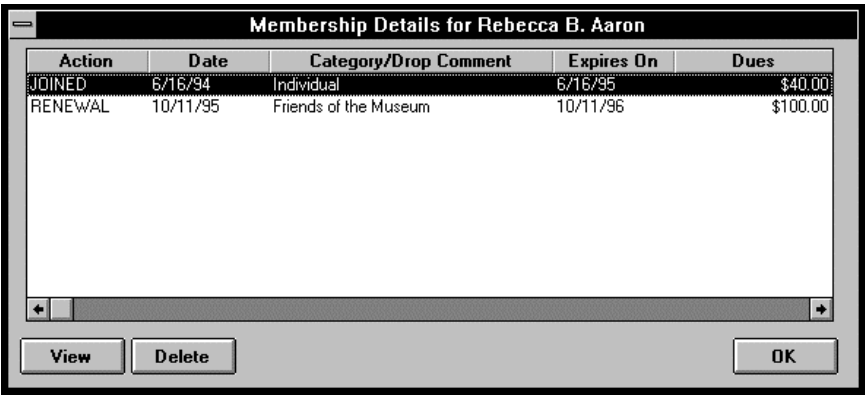 Membership Details for Rebecca B. Aaron
Action Date Category/Drop Comment Expires On Dues
JOINED 6/16/94 Individual 6/16/95 $40.00
RENEWAL 10/11/95 Friends of the Museum 10/11/96 $100.00
View Delete OK